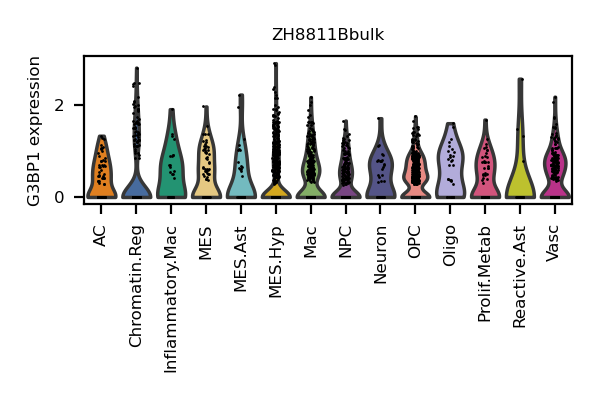 ZH8811Bbulk
G3BP1 expression
2
0
AC
Chromatin.Reg
Inflammatory.Mac
MES
MES.Ast
MES.Hyp
Mac
NPC
Neuron
OPC
Oligo
Prolif.Metab
Reactive.Ast
Vasc